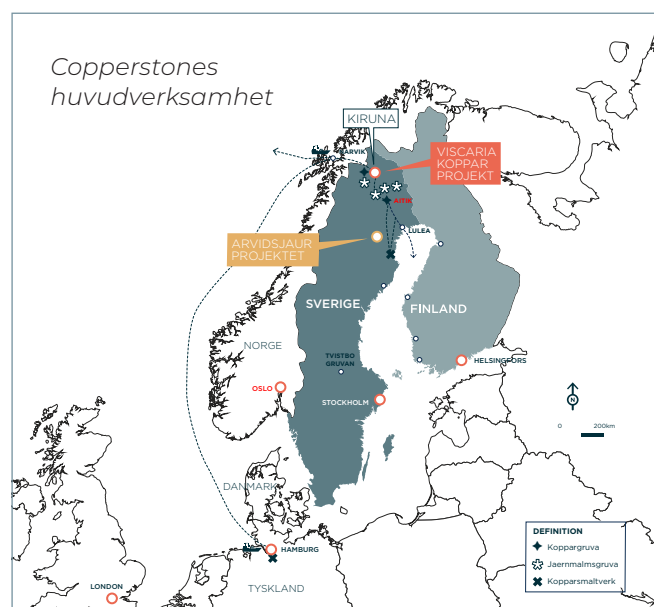 Copperstones
huvudverksamhet
KIRUNA
NARVIK
VISCARIA
KOPPAR
PROJEKT
AITIK
LULEA
ARVIDSJAUR
PROJEKTET
SVERIGE
FINLAND
NORGE
TVISTBO
GRUVAN
HELSINGFORS
OSLO
STOCKHOLM
N
0 200km
DANMARK
DEFINITION
Koppargruva
Jaernmalmsgruva
Kopparsmaltverk
HAMBURG
LONDON
TYSKLAND